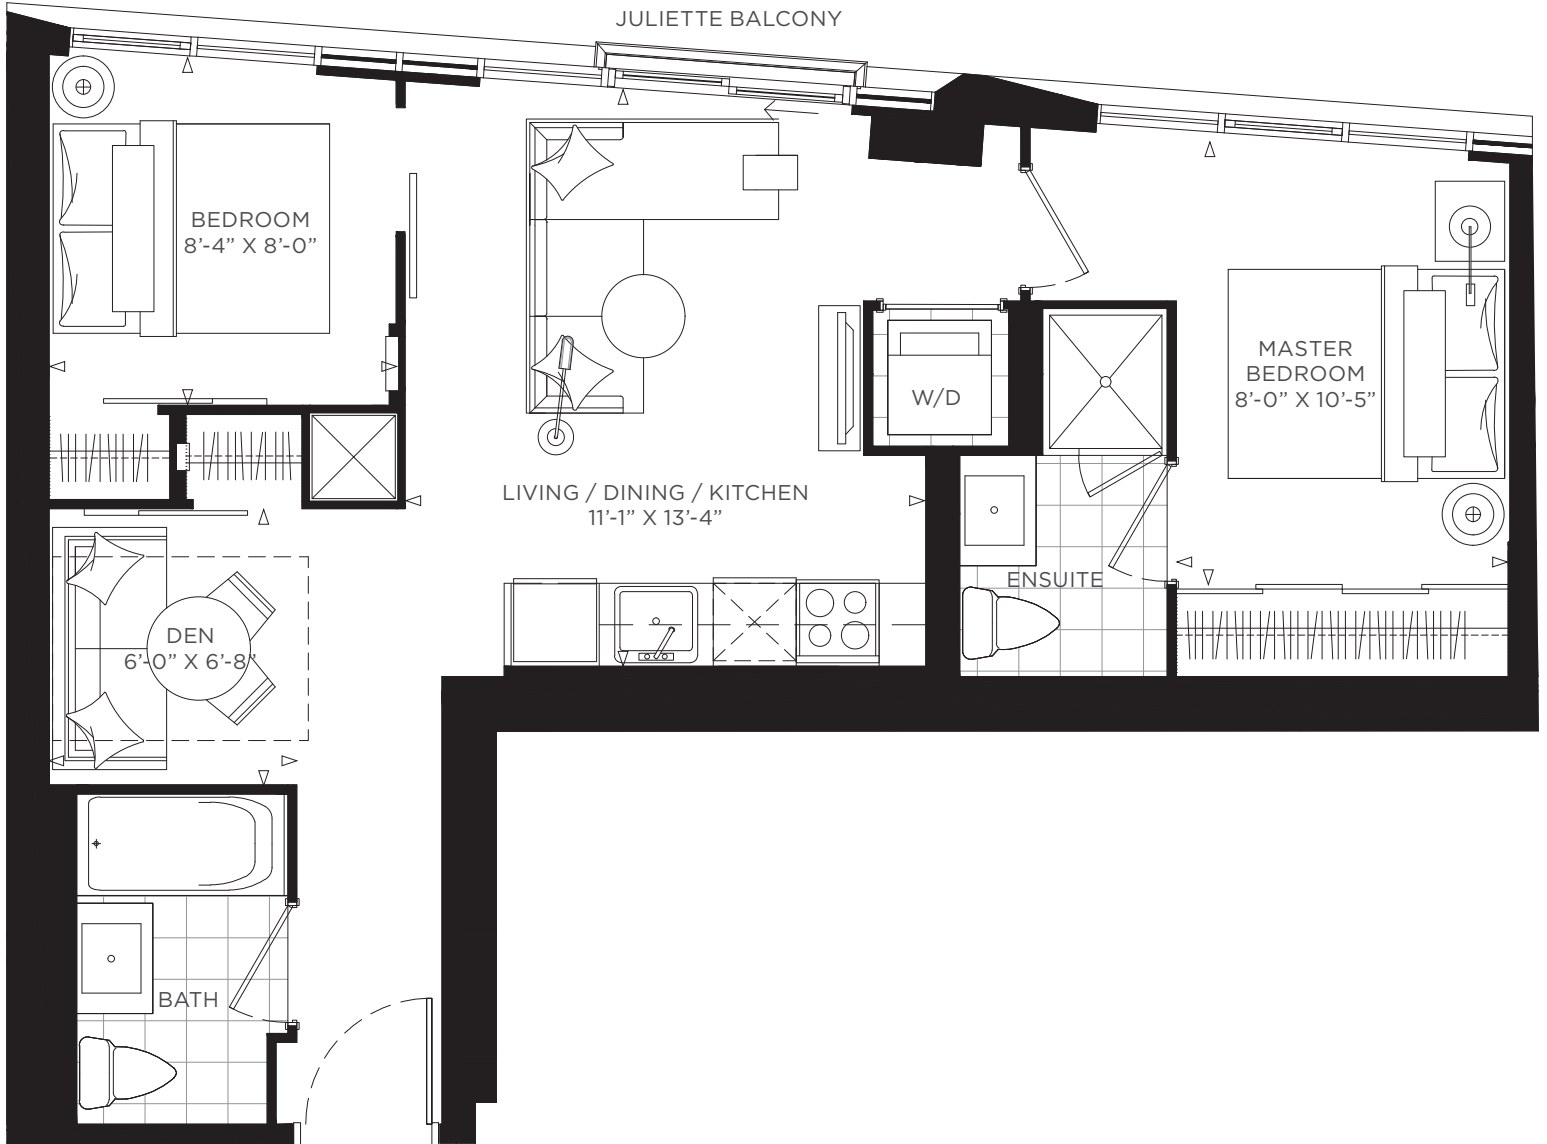 JULIETTE BALCONY
BEDROOM
8’-4” X 8’-0”
MASTER
BEDROOM
8’-0” X 10’-5”
W/D
LIVING / DINING / KITCHEN
11’-1” X 13’-4”
ENSUITE
DEN
6’-0” X 6’-8”
BATH